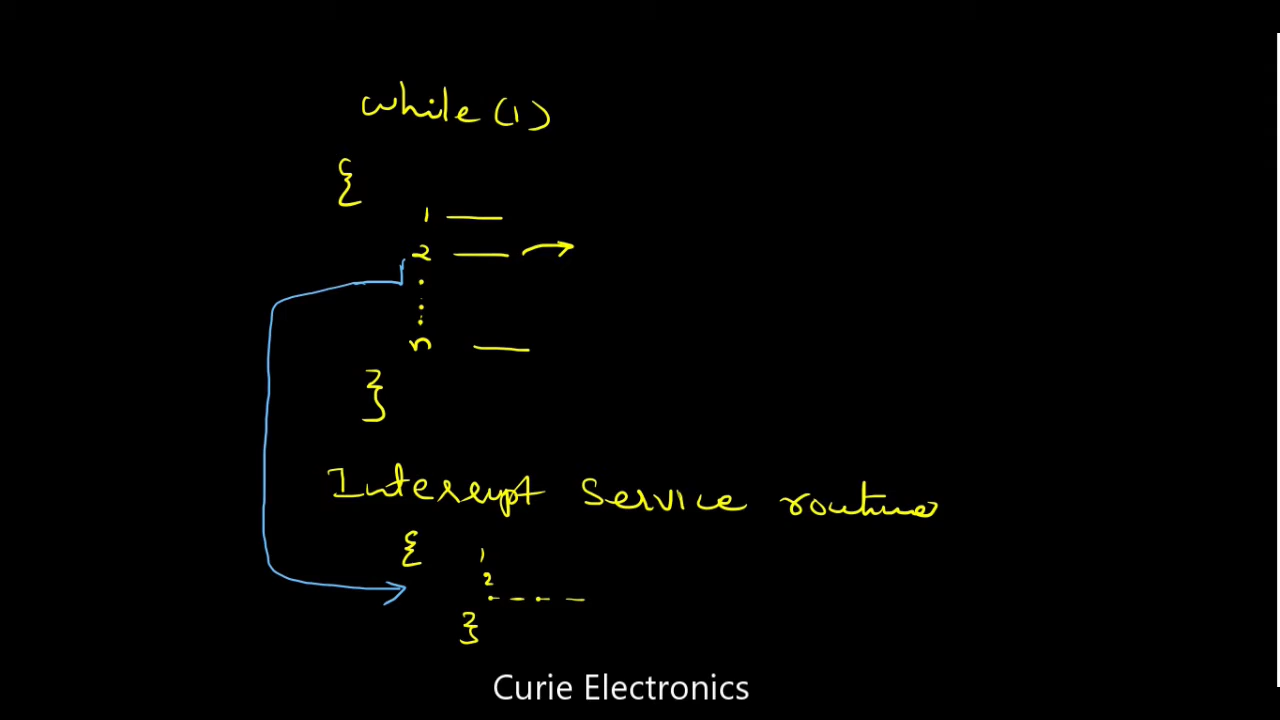 while (1)
{
1
2
n
}
Interrupt Service routine
{ 1
2
}
Curie Electronics